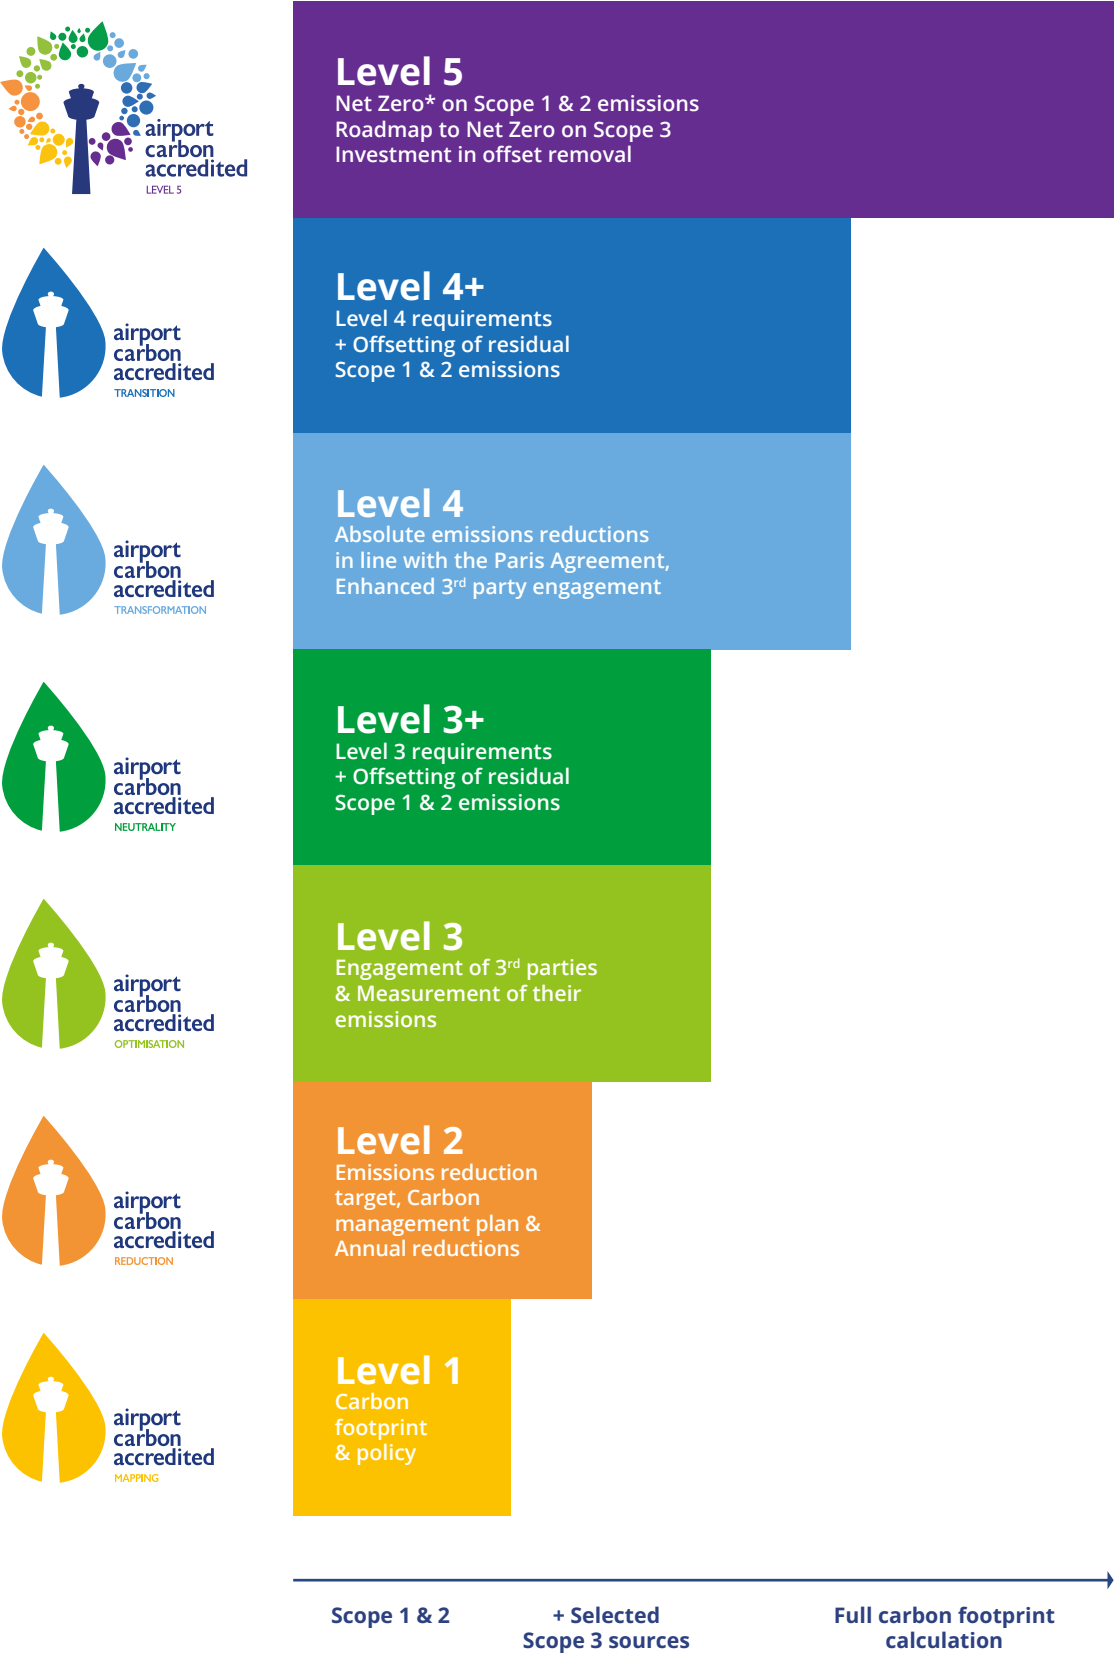 airport
carbon
accredited
LEVEL 5
Level 5
Net Zero* on Scope 1 & 2 emissions
Roadmap to Net Zero on Scope 3
Investment in offset removal
airport
carbon
accredited
TRANSITION
Level 4+
Level 4 requirements
+ Offsetting of residual
Scope 1 & 2 emissions
airport
carbon
accredited
TRANSFORMATION
Level 4
Absolute emissions reductions
in line with the Paris Agreement,
Enhanced 3rd party engagement
airport
carbon
accredited
NEUTRALITY
Level 3+
Level 3 requirements
+ Offsetting of residual
Scope 1 & 2 emissions
airport
carbon
accredited
OPTIMISATION
Level 3
Engagement of 3rd parties
& Measurement of their
emissions
airport
carbon
accredited
REDUCTION
Level 2
Emissions reduction
target, Carbon
management plan &
Annual reductions
airport
carbon
accredited
MAPPING
Level 1
Carbon
footprint
& policy
Scope 1 & 2
+ Selected
Scope 3 sources
Full carbon footprint
calculation